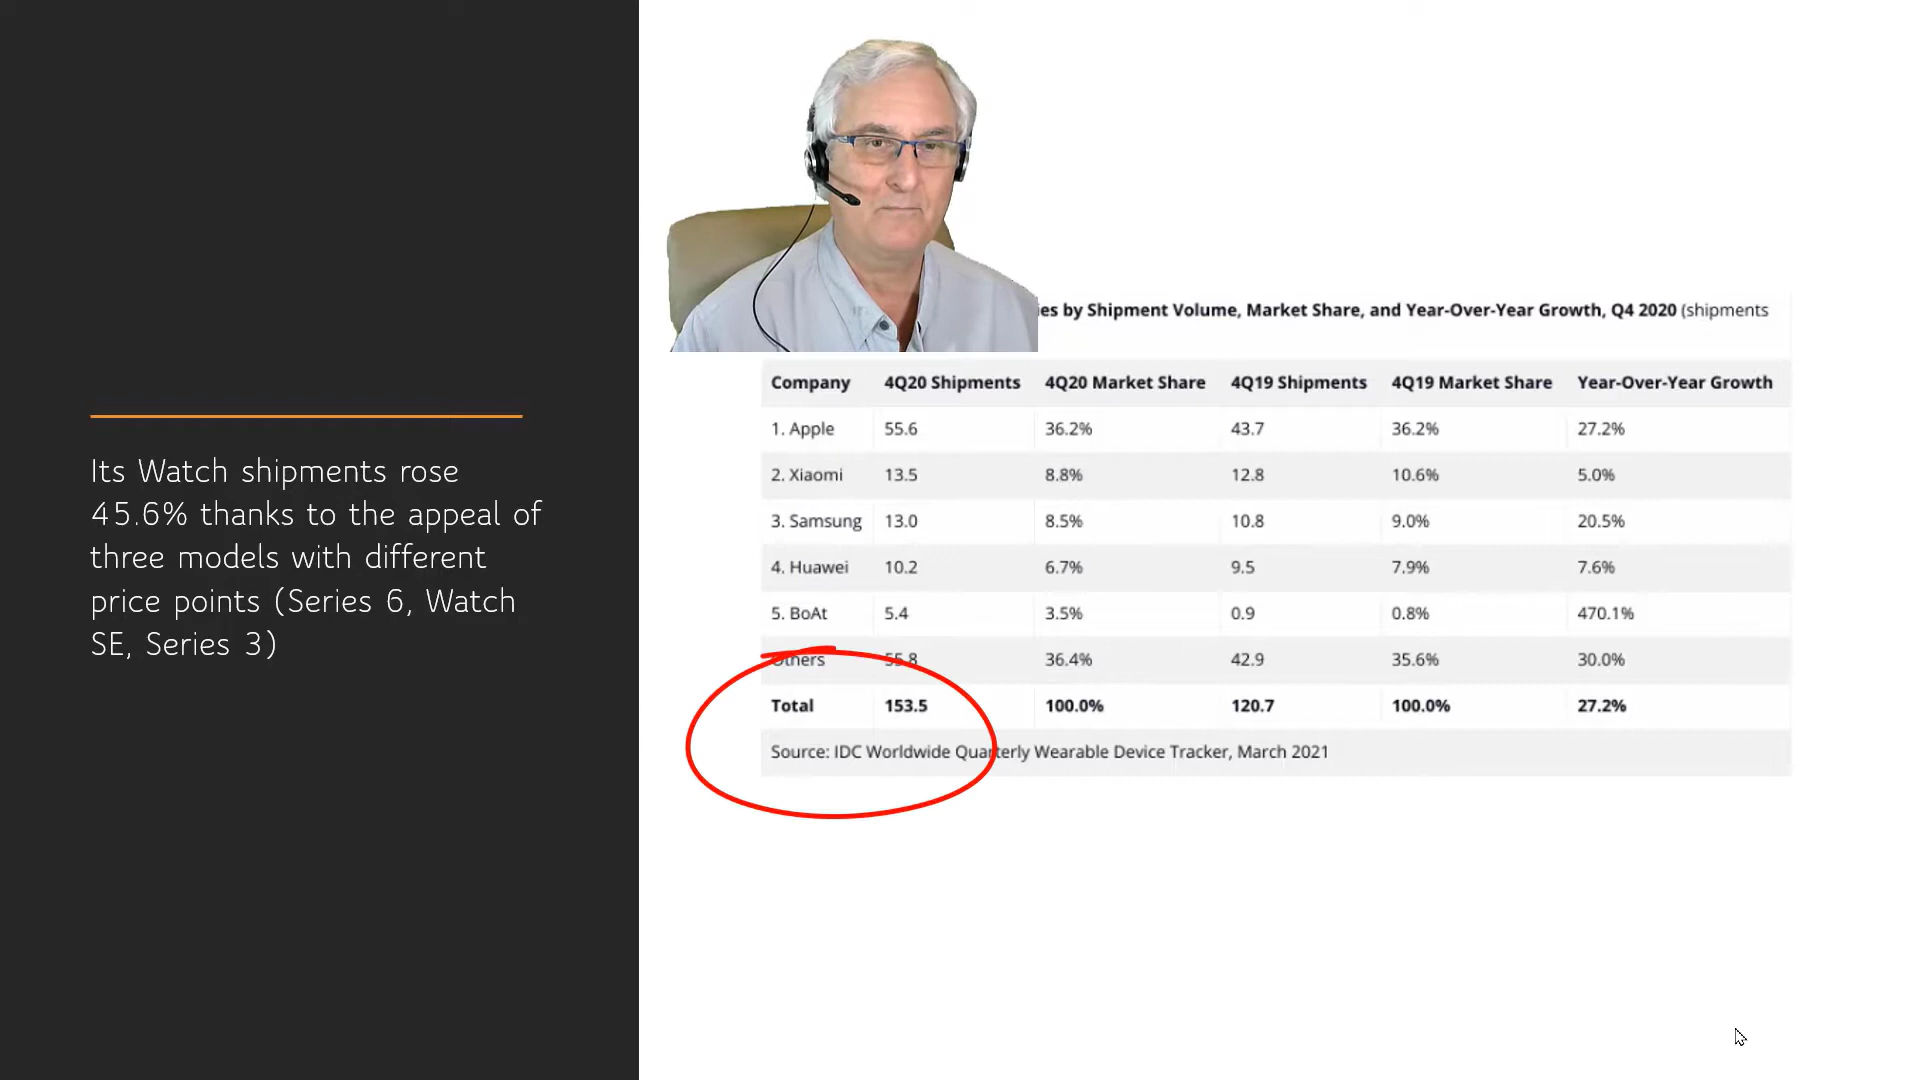 Its Watch shipments rose
45.6% thanks to the appeal of
three models with different
price points (Series 6, Watch
SE, Series 3)
by Shipment Volume, Market Share, and Year-Over-Year Growth, Q4 2020 (shipments
Company 4Q20 Shipments 4Q20 Market Share 4Q19 Shipments 4Q19 Market Share Year-Over-Year Growth
1. Apple 55.6 36.2% 43.7 36.2% 27.2%
2. Xiaomi 13.5 8.8% 12.8 10.6% 5.0%
3. Samsung 13.0 8.5% 10.8 9.0% 20.5%
4. Huawei 10.2 6.7% 9.5 7.9% 7.6%
5. BoAt 5.4 3.5% 0.9 0.8% 470.1%
Others 55.8 36.4% 42.9 35.6% 30.0%
Total 153.5 100.0% 120.7 100.0% 27.2%
Source: IDC Worldwide Quarterly Wearable Device Tracker, March 2021